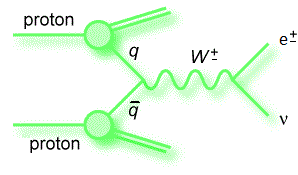 proton
q
W±
e±
q̄
ν
proton